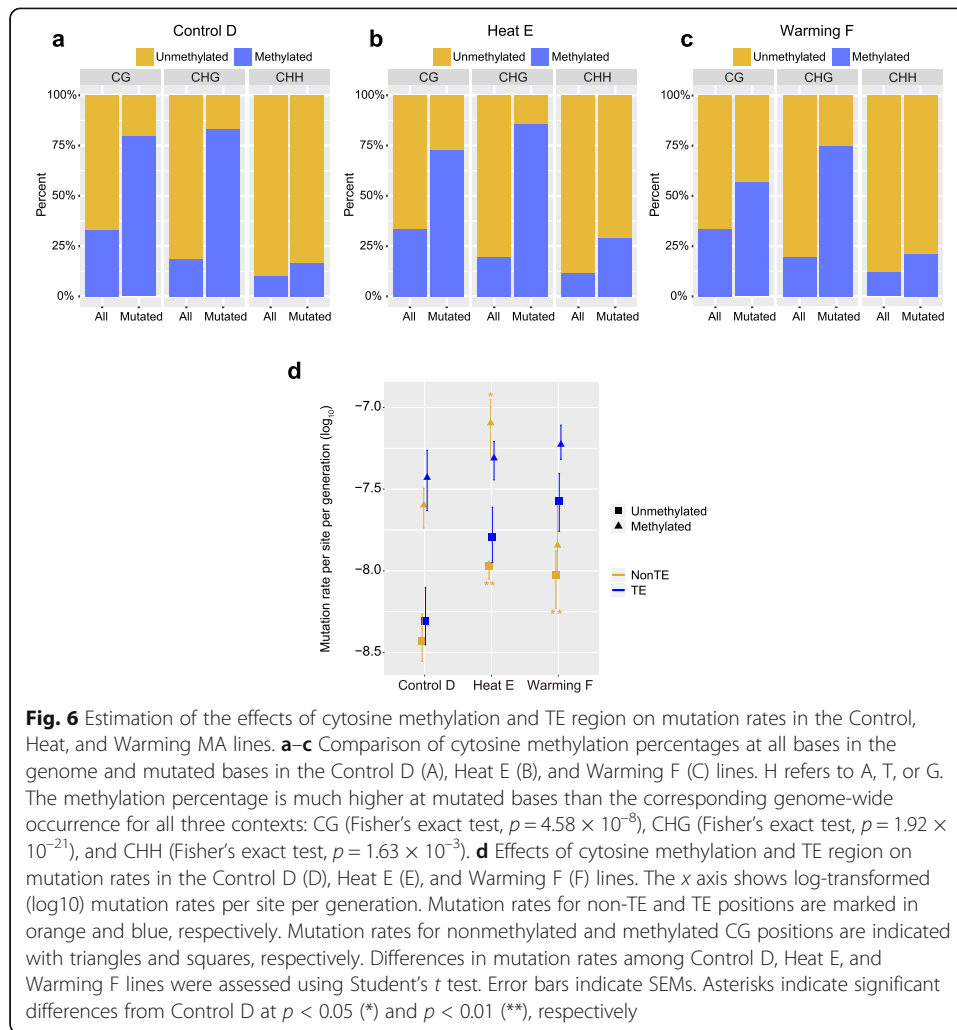 a Control D
Unmethylated Methylated
CG CHG CHH
100%
75%
50%
25%
0%
Percent
All Mutated All Mutated All Mutated
b Heat E
Unmethylated Methylated
CG CHG CHH
100%
75%
50%
25%
0%
Percent
All Mutated All Mutated All Mutated
c Warming F
Unmethylated Methylated
CG CHG CHH
100%
75%
50%
25%
0%
Percent
All Mutated All Mutated All Mutated
d
Mutation rate per site per generation (log₁₀)
−7.0
−7.5
−8.0
−8.5
*
**
**
Control D Heat E Warming F
Unmethylated
Methylated
NonTE
TE
Fig. 6 Estimation of the effects of cytosine methylation and TE region on mutation rates in the Control,
Heat, and Warming MA lines. a–c Comparison of cytosine methylation percentages at all bases in the
genome and mutated bases in the Control D (A), Heat E (B), and Warming F (C) lines. H refers to A, T, or G.
The methylation percentage is much higher at mutated bases than the corresponding genome-wide
occurrence for all three contexts: CG (Fisher's exact test, p = 4.58 × 10⁻⁸), CHG (Fisher's exact test, p = 1.92 ×
10⁻²¹), and CHH (Fisher's exact test, p = 1.63 × 10⁻³). d Effects of cytosine methylation and TE region on
mutation rates in the Control D (D), Heat E (E), and Warming F (F) lines. The x axis shows log-transformed
(log10) mutation rates per site per generation. Mutation rates for non-TE and TE positions are marked in
orange and blue, respectively. Mutation rates for nonmethylated and methylated CG positions are indicated
with triangles and squares, respectively. Differences in mutation rates among Control D, Heat E, and
Warming F lines were assessed using Student's t test. Error bars indicate SEMs. Asterisks indicate significant
differences from Control D at p < 0.05 (*) and p < 0.01 (**), respectively